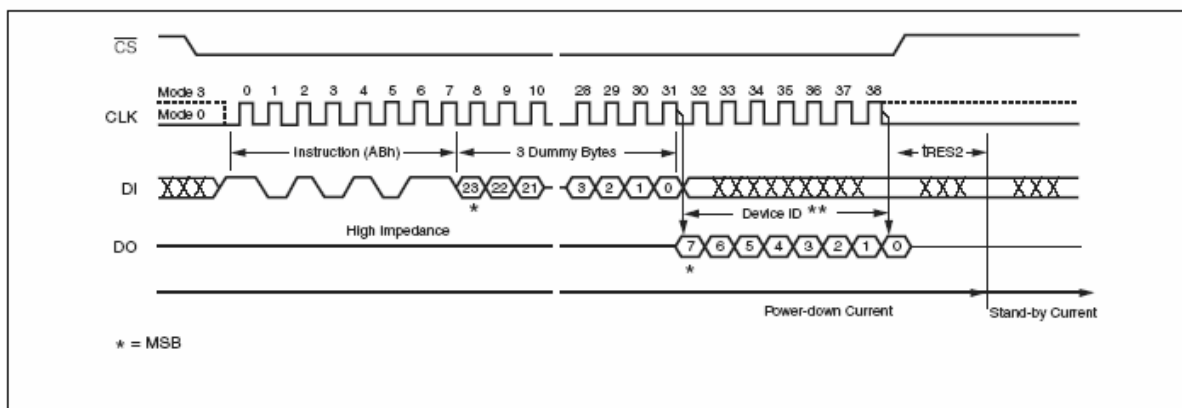 CS
Mode 3 0 1 2 3 4 5 6 7 8 9 10 28 29 30 31 32 33 34 35 36 37 38
CLK Mode 0
Instruction (ABh) 3 Dummy Bytes tRES2
DI 23 22 21 3 2 1 0
* Device ID **
High Impedance
DO 7 6 5 4 3 2 1 0
*
Power-down Current Stand-by Current
* = MSB